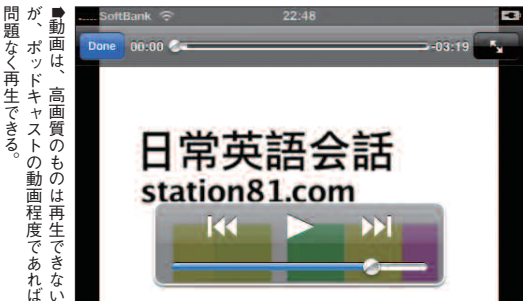 ➡動画は、高画質のものは再生できない
が、ポッドキャストの動画程度であれば
問題なく再生できる。
SoftBank 22:48
Done 00:00 -03:19
日常英語会話
station81.com